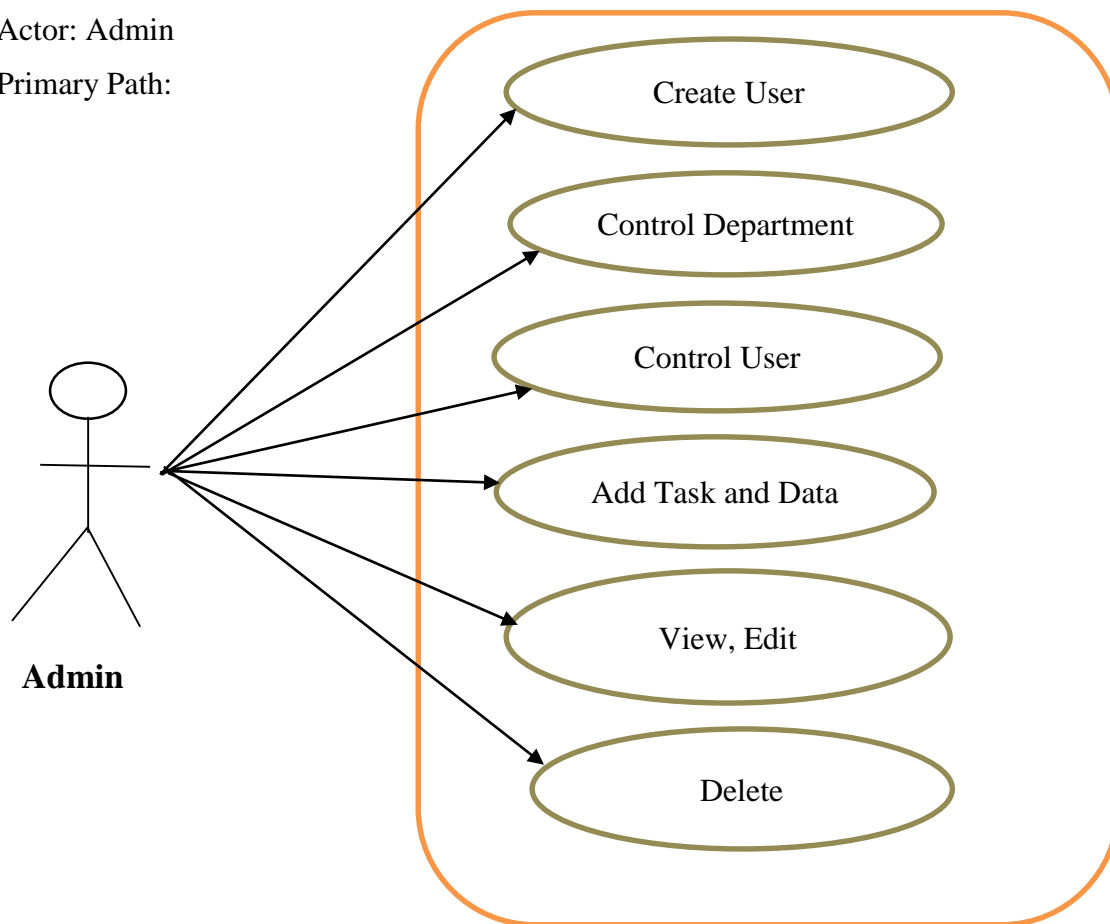 Actor: Admin
Primary Path:
Create User
Control Department
Control User
Add Task and Data
View, Edit
Delete
Admin